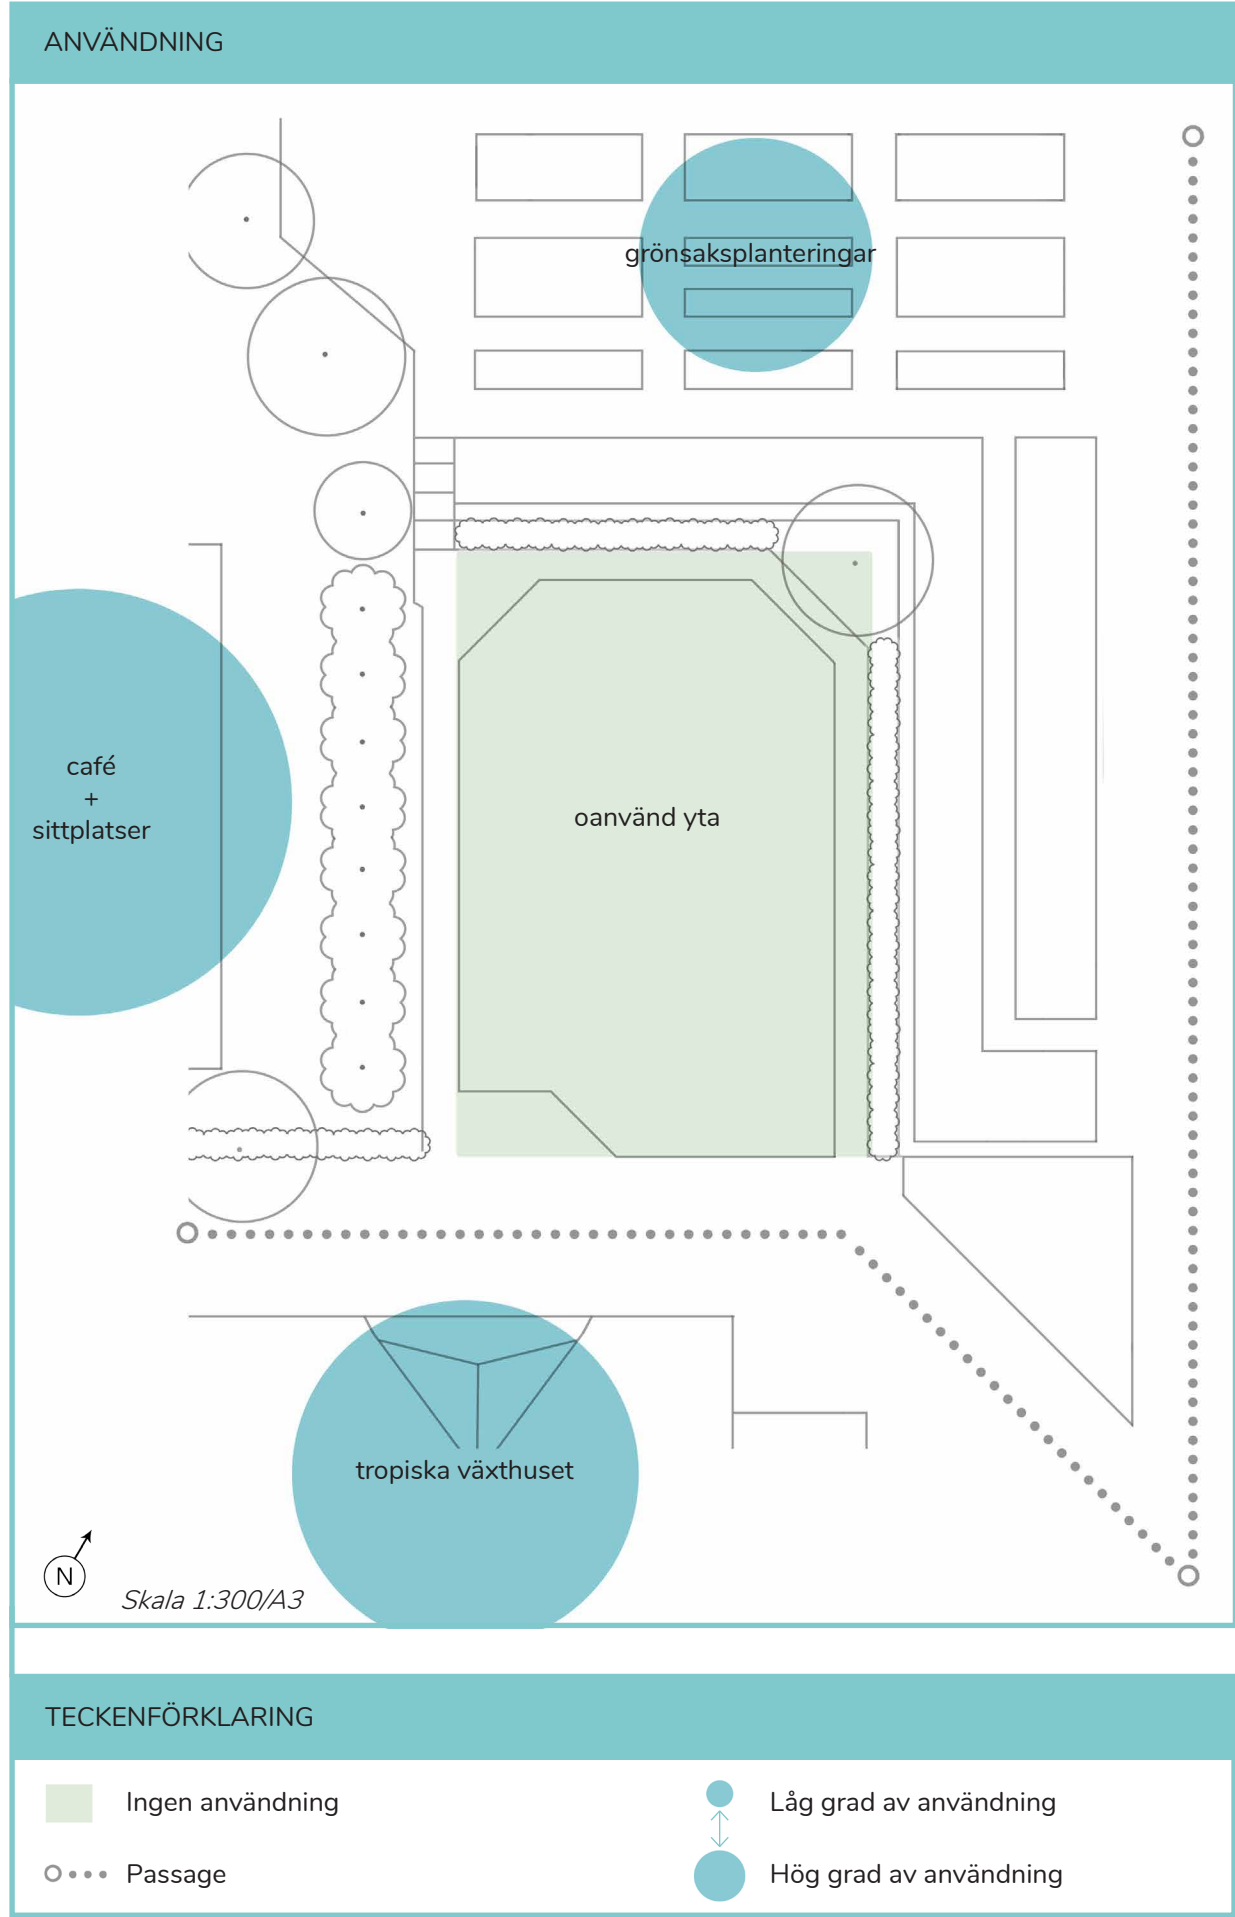 ANVÄNDNING
grönsaksplanteringar
café
+
sittplatser
oanvänd yta
tropiska växthuset
N
Skala 1:300/A3
TECKENFÖRKLARING
Ingen användning
Låg grad av användning
Passage
Hög grad av användning